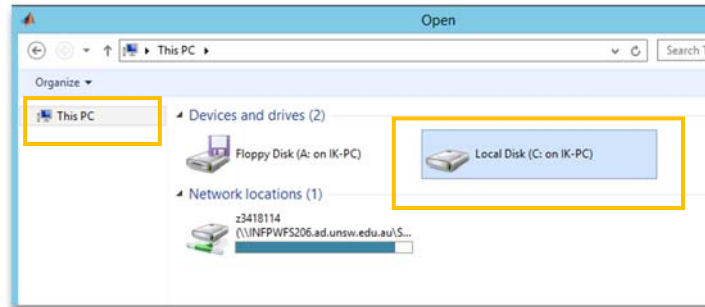 Open
This PC
Search T
Organize
This PC
Devices and drives (2)
Floppy Disk (A: on IK-PC)
Local Disk (C: on IK-PC)
Network locations (1)
z3418114
(\\INFPWFS206.ad.unsw.edu.au\S...